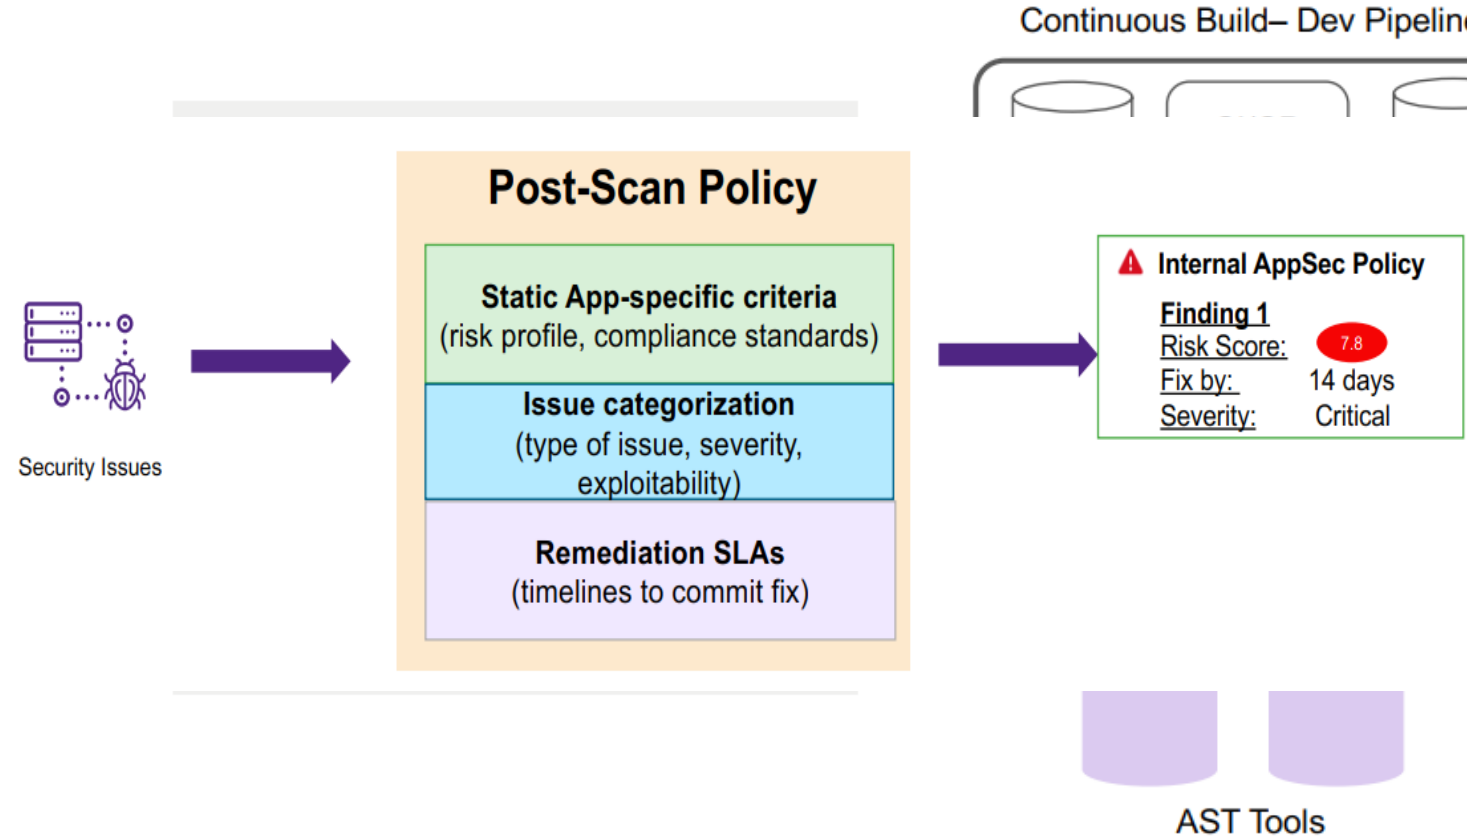 Continuous Build– Dev Pipeline
Post-Scan Policy
Static App-specific criteria
(risk profile, compliance standards)
Issue categorization
(type of issue, severity,
exploitability)
Remediation SLAs
(timelines to commit fix)
Security Issues
Internal AppSec Policy
Finding 1
Risk Score: 7.8
Fix by: 14 days
Severity: Critical
AST Tools